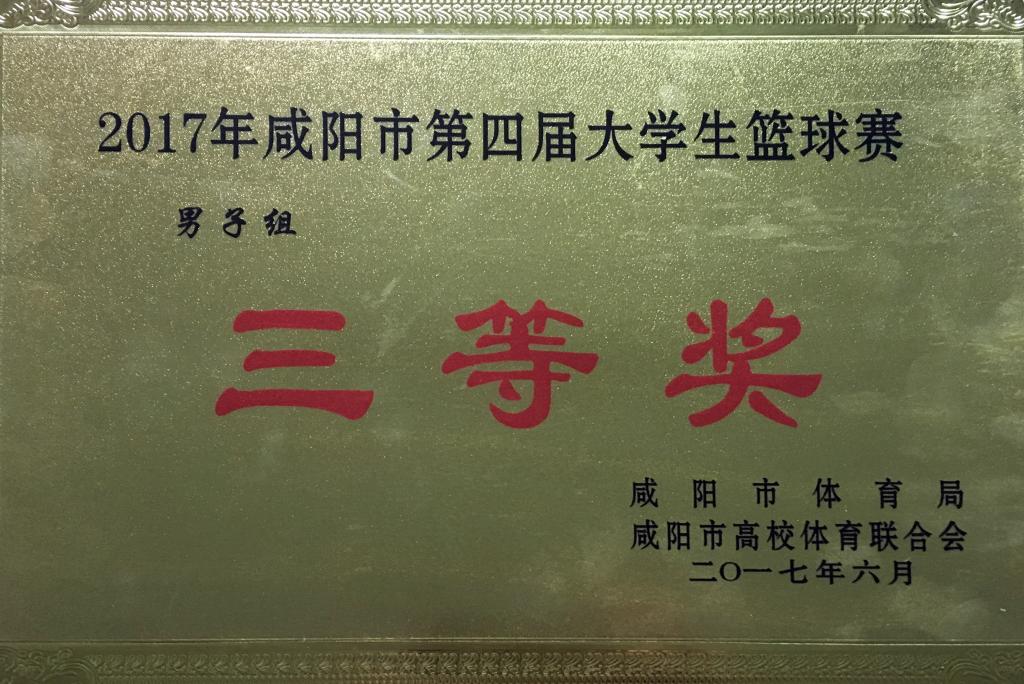 2017年咸阳市第四届大学生篮球赛
男子组
三等奖
咸阳市体育局
咸阳市高校体育联合会
二〇一七年六月